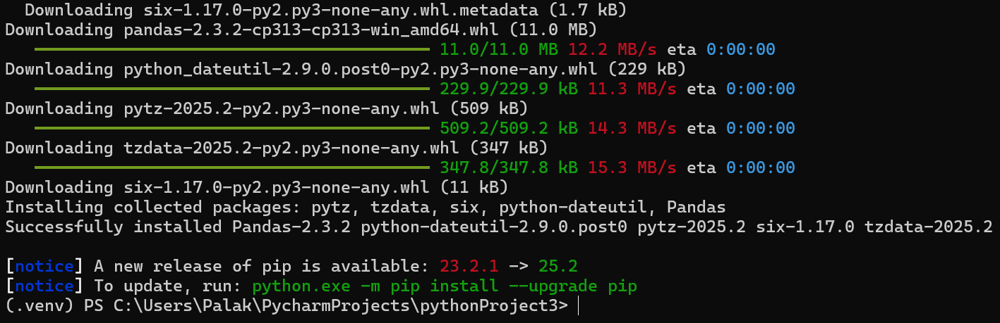 Downloading six-1.17.0-py2.py3-none-any.whl.metadata (1.7 kB)
Downloading pandas-2.3.2-cp313-cp313-win_amd64.whl (11.0 MB)
11.0/11.0 MB 12.2 MB/s eta 0:00:00
Downloading python_dateutil-2.9.0.post0-py2.py3-none-any.whl (229 kB)
229.9/229.9 kB 11.3 MB/s eta 0:00:00
Downloading pytz-2025.2-py2.py3-none-any.whl (509 kB)
509.2/509.2 kB 14.3 MB/s eta 0:00:00
Downloading tzdata-2025.2-py2.py3-none-any.whl (347 kB)
347.8/347.8 kB 15.3 MB/s eta 0:00:00
Downloading six-1.17.0-py2.py3-none-any.whl (11 kB)
Installing collected packages: pytz, tzdata, six, python-dateutil, Pandas
Successfully installed Pandas-2.3.2 python-dateutil-2.9.0.post0 pytz-2025.2 six-1.17.0 tzdata-2025.2
[notice] A new release of pip is available: 23.2.1 -> 25.2
[notice] To update, run: python.exe -m pip install --upgrade pip
(.venv) PS C:\Users\Palak\PycharmProjects\pythonProject3>